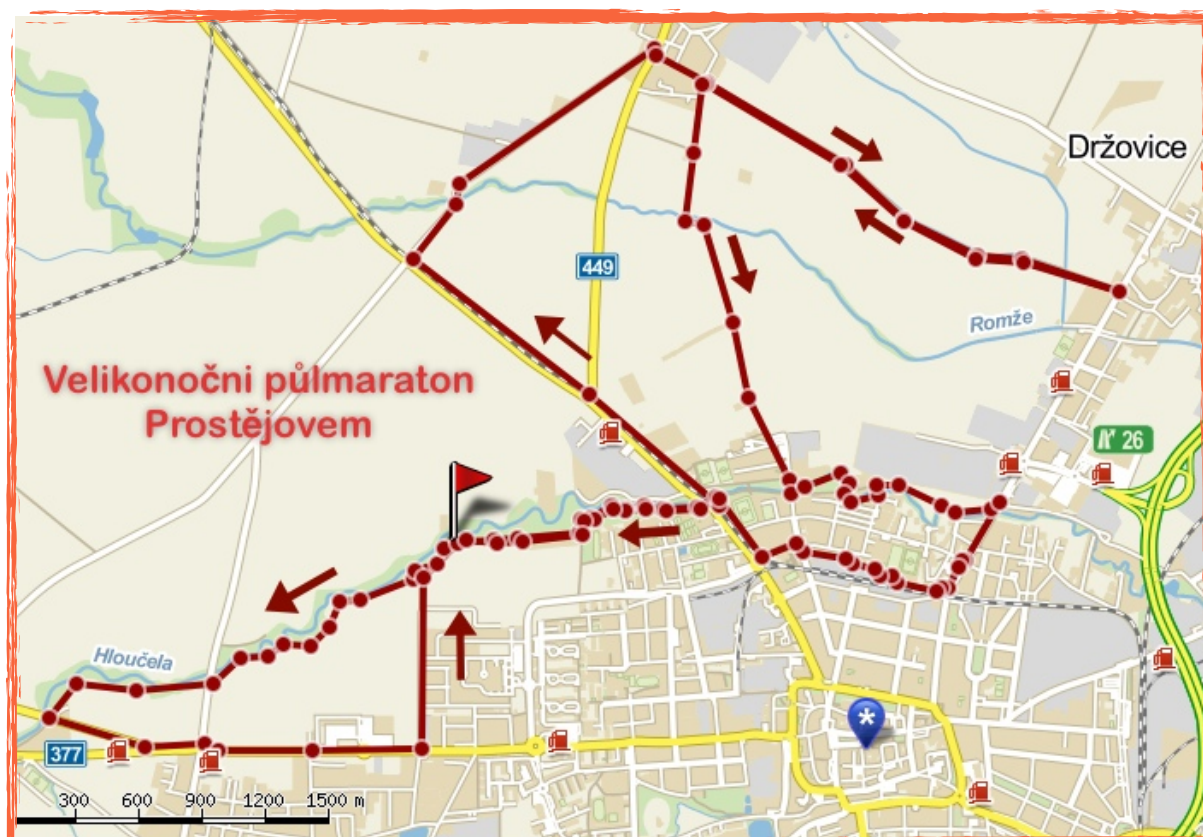 Držovice
449
Romže
Velikonočni půlmaraton
Prostějovem
26
Hloučela
377
*
300 600 900 1200 1500 m